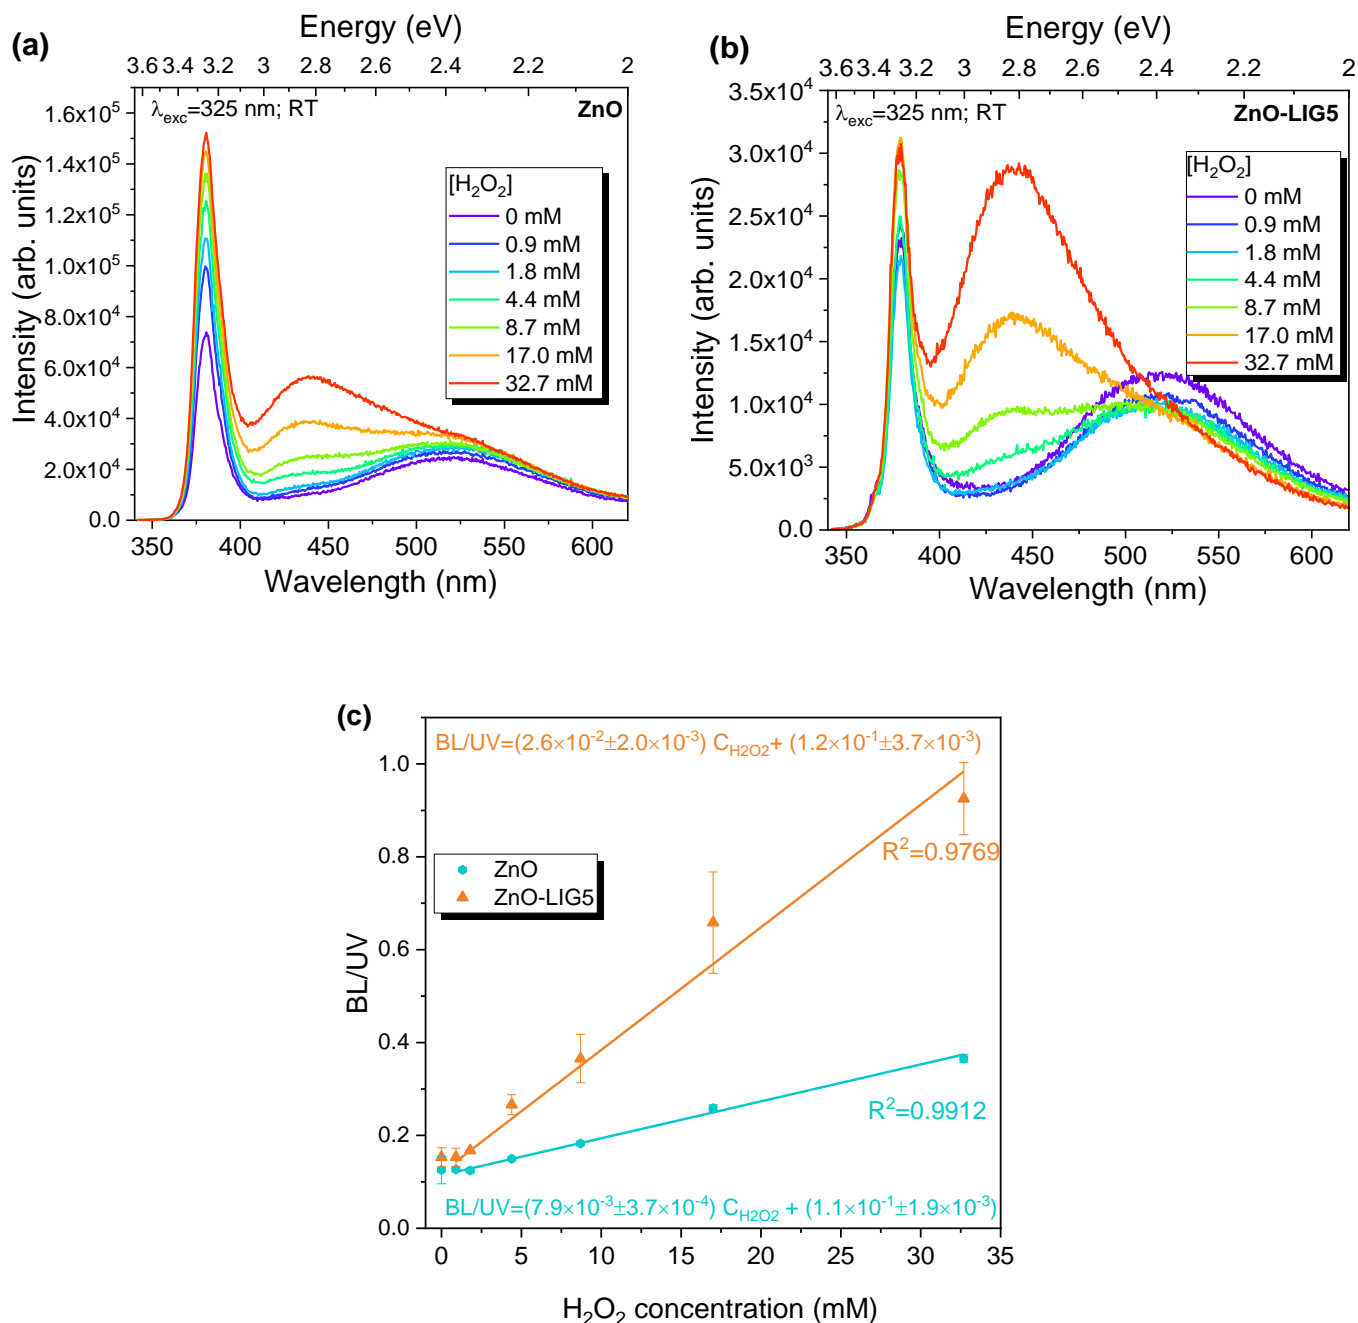 (a)
Energy (eV)
3.6 3.4 3.2 3 2.8 2.6 2.4 2.2 2
λexc=325 nm; RT
ZnO
[H2O2]
0 mM
0.9 mM
1.8 mM
4.4 mM
8.7 mM
17.0 mM
32.7 mM
1.6x10⁵
1.4x10⁵
1.2x10⁵
1.0x10⁵
8.0x10⁴
6.0x10⁴
4.0x10⁴
2.0x10⁴
0.0
Intensity (arb. units)
350 400 450 500 550 600
Wavelength (nm)
(b)
Energy (eV)
3.6 3.4 3.2 3 2.8 2.6 2.4 2.2 2
λexc=325 nm; RT
ZnO-LIG5
[H2O2]
0 mM
0.9 mM
1.8 mM
4.4 mM
8.7 mM
17.0 mM
32.7 mM
3.5x10⁴
3.0x10⁴
2.5x10⁴
2.0x10⁴
1.5x10⁴
1.0x10⁴
5.0x10³
0.0
Intensity (arb. units)
350 400 450 500 550 600
Wavelength (nm)
(c)
BL/UV=(2.6×10⁻²±2.0×10⁻³) CH2O2+ (1.2×10⁻¹±3.7×10⁻³)
R²=0.9769
ZnO
ZnO-LIG5
R²=0.9912
BL/UV=(7.9×10⁻³±3.7×10⁻⁴) CH2O2 + (1.1×10⁻¹±1.9×10⁻³)
1.0
0.8
0.6
0.4
0.2
0.0
BL/UV
0 5 10 15 20 25 30 35
H2O2 concentration (mM)